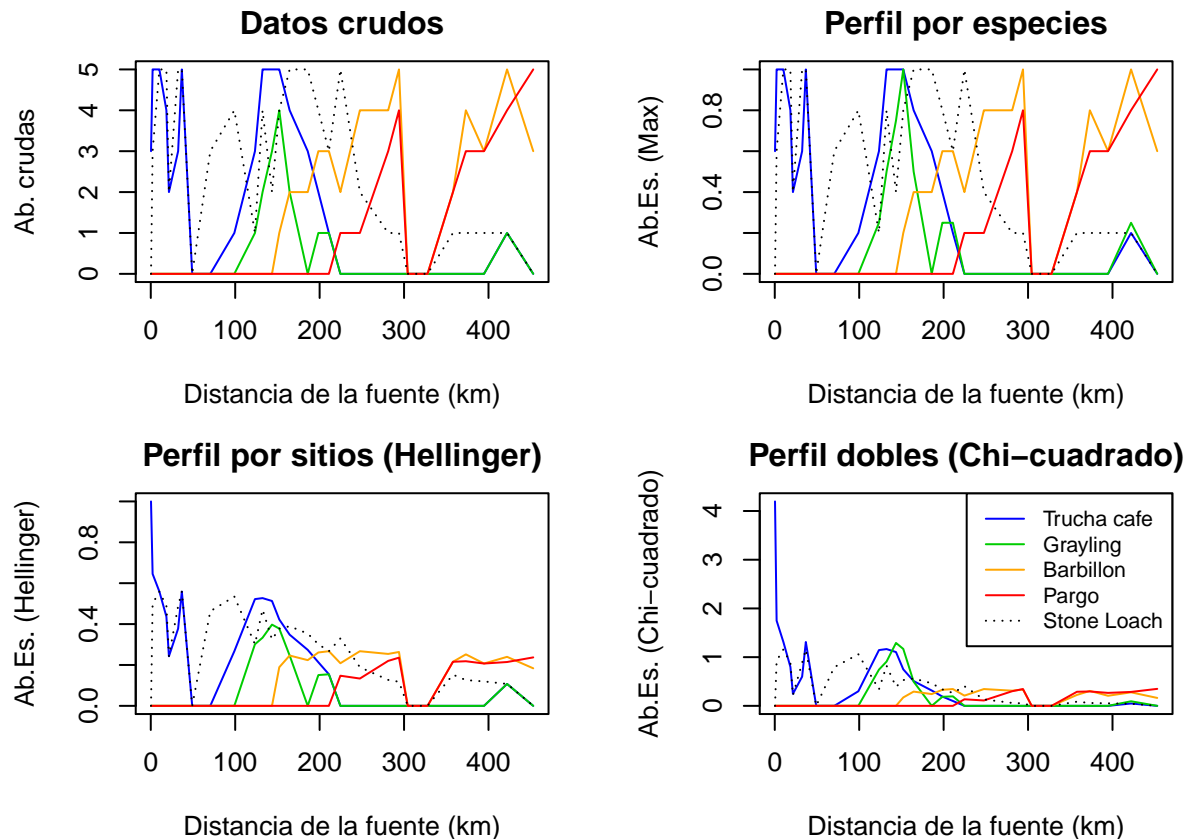 Datos crudos
Ab. crudas
5
4
3
2
1
0
0 100 200 300 400
Distancia de la fuente (km)
Perfil por especies
Ab.Es. (Max)
0.8
0.4
0.0
0 100 200 300 400
Distancia de la fuente (km)
Perfil por sitios (Hellinger)
Ab.Es. (Hellinger)
0.8
0.4
0.0
0 100 200 300 400
Distancia de la fuente (km)
Perfil dobles (Chi−cuadrado)
Ab.Es. (Chi−cuadrado)
4
3
2
1
0
Trucha cafe
Grayling
Barbillon
Pargo
Stone Loach
0 100 200 300 400
Distancia de la fuente (km)